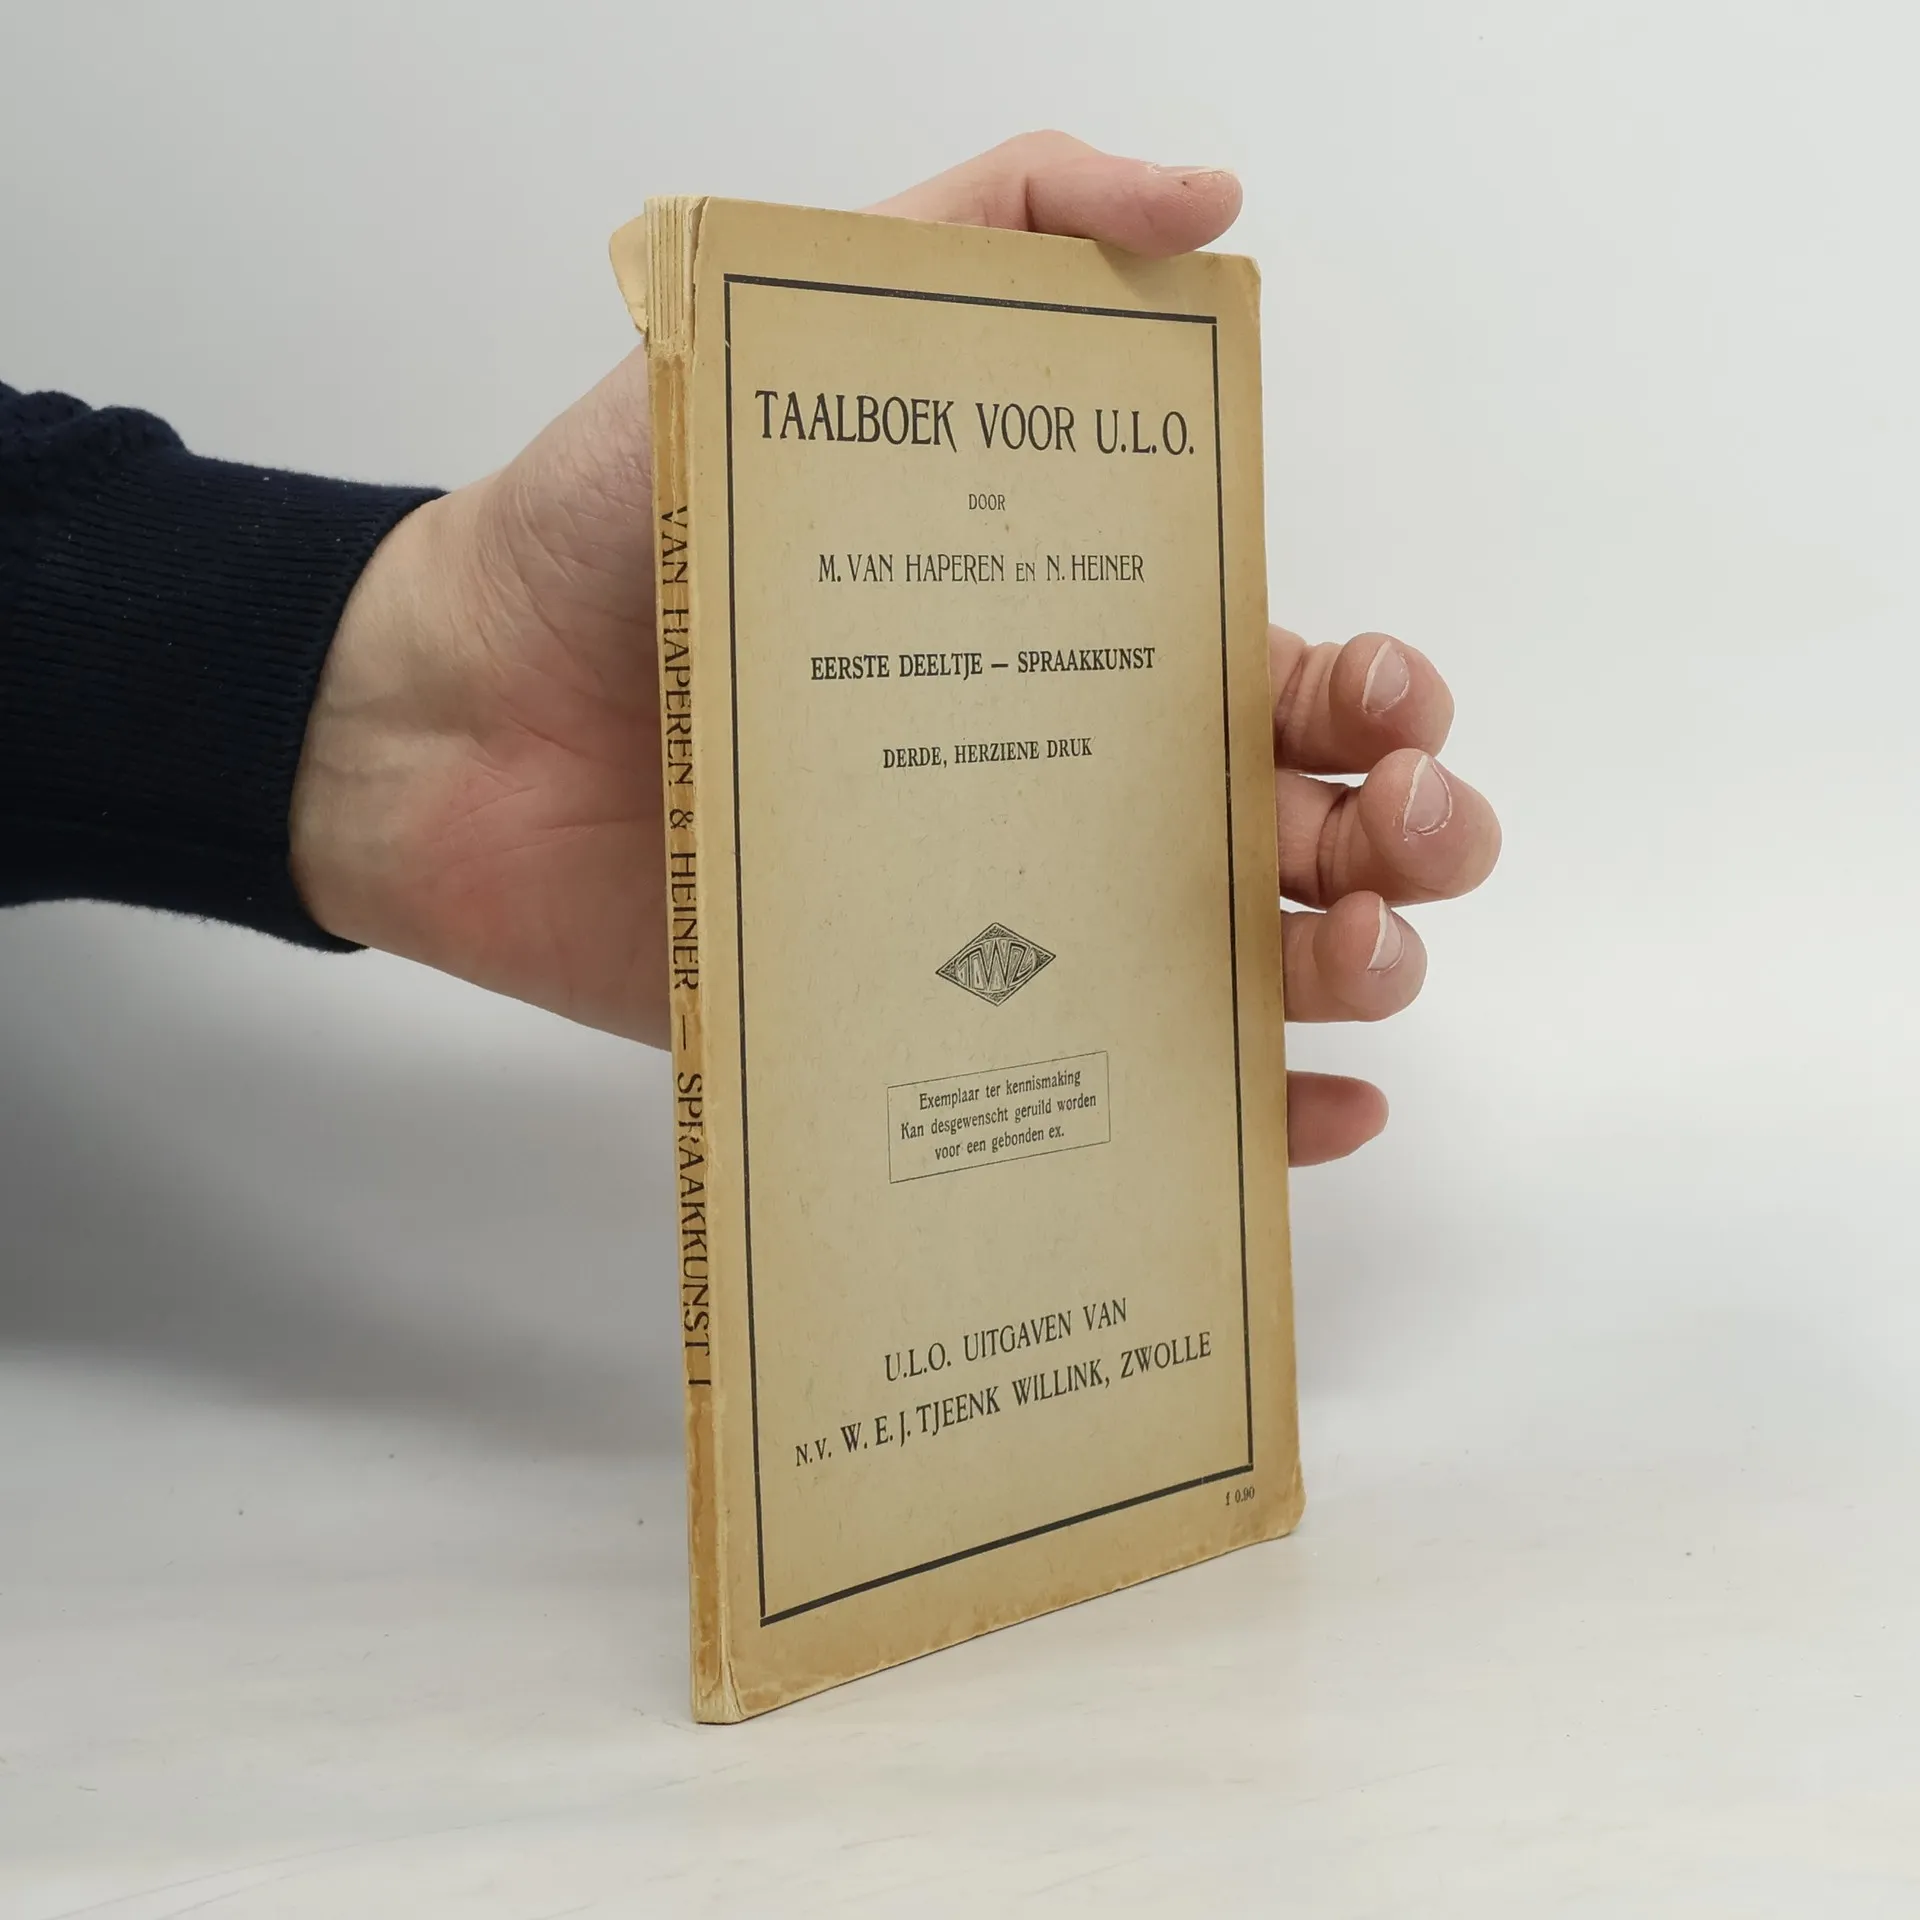 TAALBOEK VOOR U.L.O.
DOOR
M. VAN HAPEREN EN N. HEINER
EERSTE DEELTJE — SPRAAKKUNST
DERDE, HERZIENE DRUK
Exemplaar ter kennismaking
Kan desgewenscht geruild worden
voor een gebonden ex.
U.L.O. UITGAVEN VAN
N.V. W. E. J. TJEENK WILLINK, ZWOLLE
f 0.90
VAN HAPEREN & HEINER — SPRAAKKUNST I